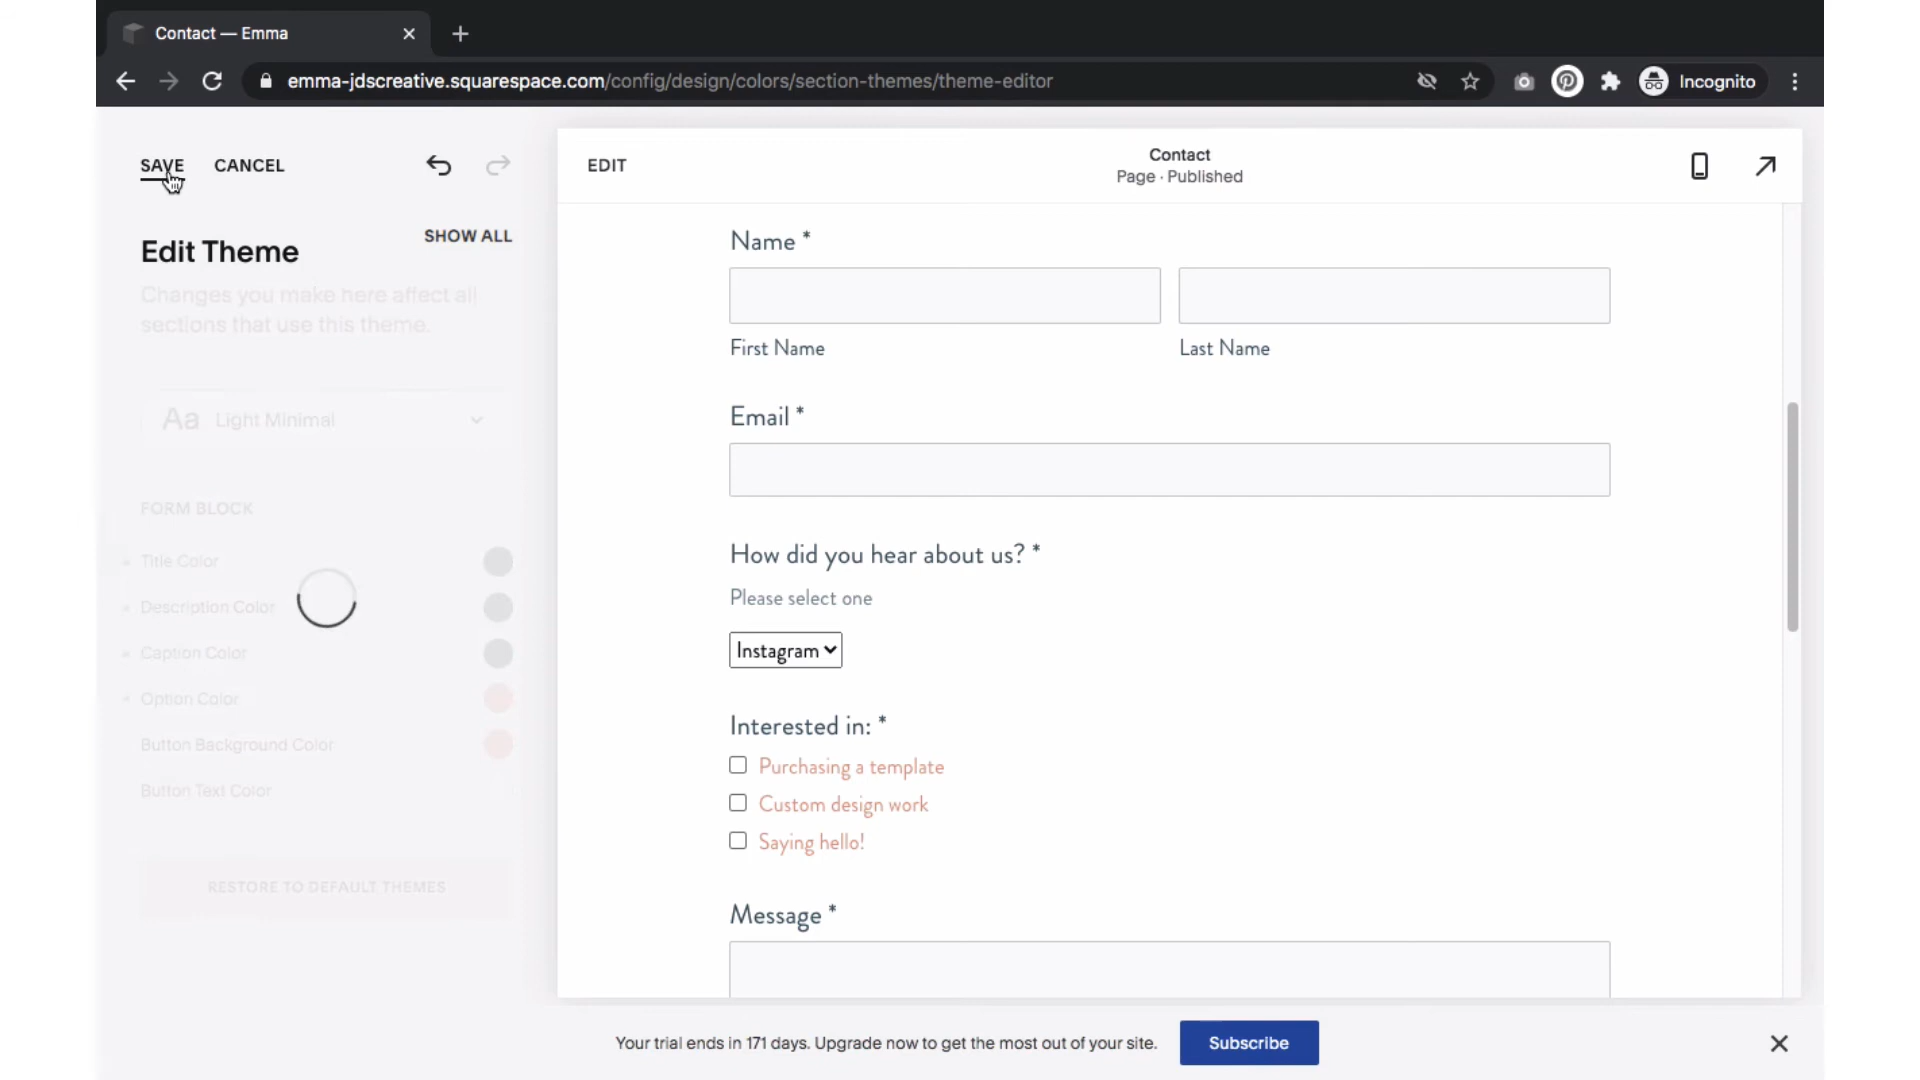 Contact — Emma
emma-jdscreative.squarespace.com/config/design/colors/section-themes/theme-editor
Incognito
SAVE CANCEL
EDIT
Contact
Page · Published
Edit Theme
SHOW ALL
Changes you make here affect all
sections that use this theme.
Aa Light Minimal
FORM BLOCK
Title Color
Description Color
Caption Color
Option Color
Button Background Color
Button Text Color
RESTORE TO DEFAULT THEMES
Name *
First Name
Last Name
Email *
How did you hear about us? *
Please select one
Instagram
Interested in: *
Purchasing a template
Custom design work
Saying hello!
Message *
Your trial ends in 171 days. Upgrade now to get the most out of your site.
Subscribe